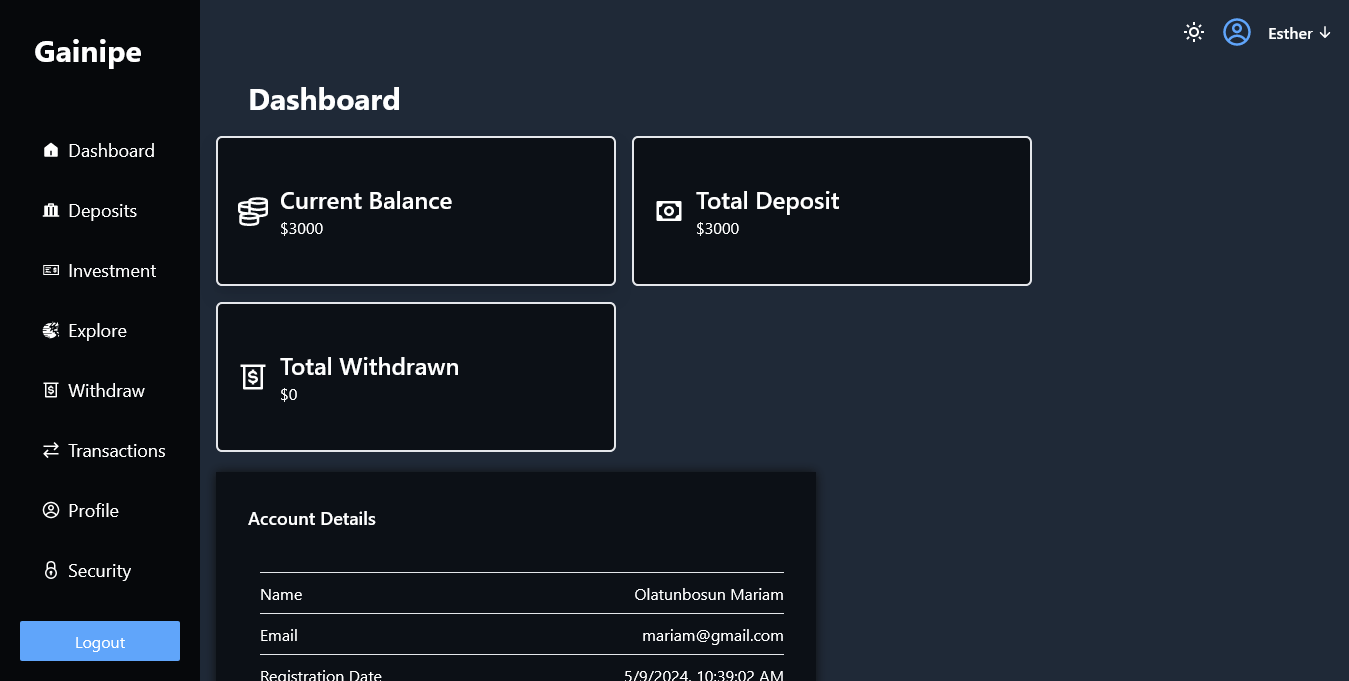 Gainipe
Esther ↓
Dashboard
Dashboard
Deposits
Investment
Explore
Withdraw
Transactions
Profile
Security
Logout
Current Balance
$3000
Total Deposit
$3000
Total Withdrawn
$0
Account Details
Name Olatunbosun Mariam
Email mariam@gmail.com
Registration Date 5/9/2024, 10:39:02 AM